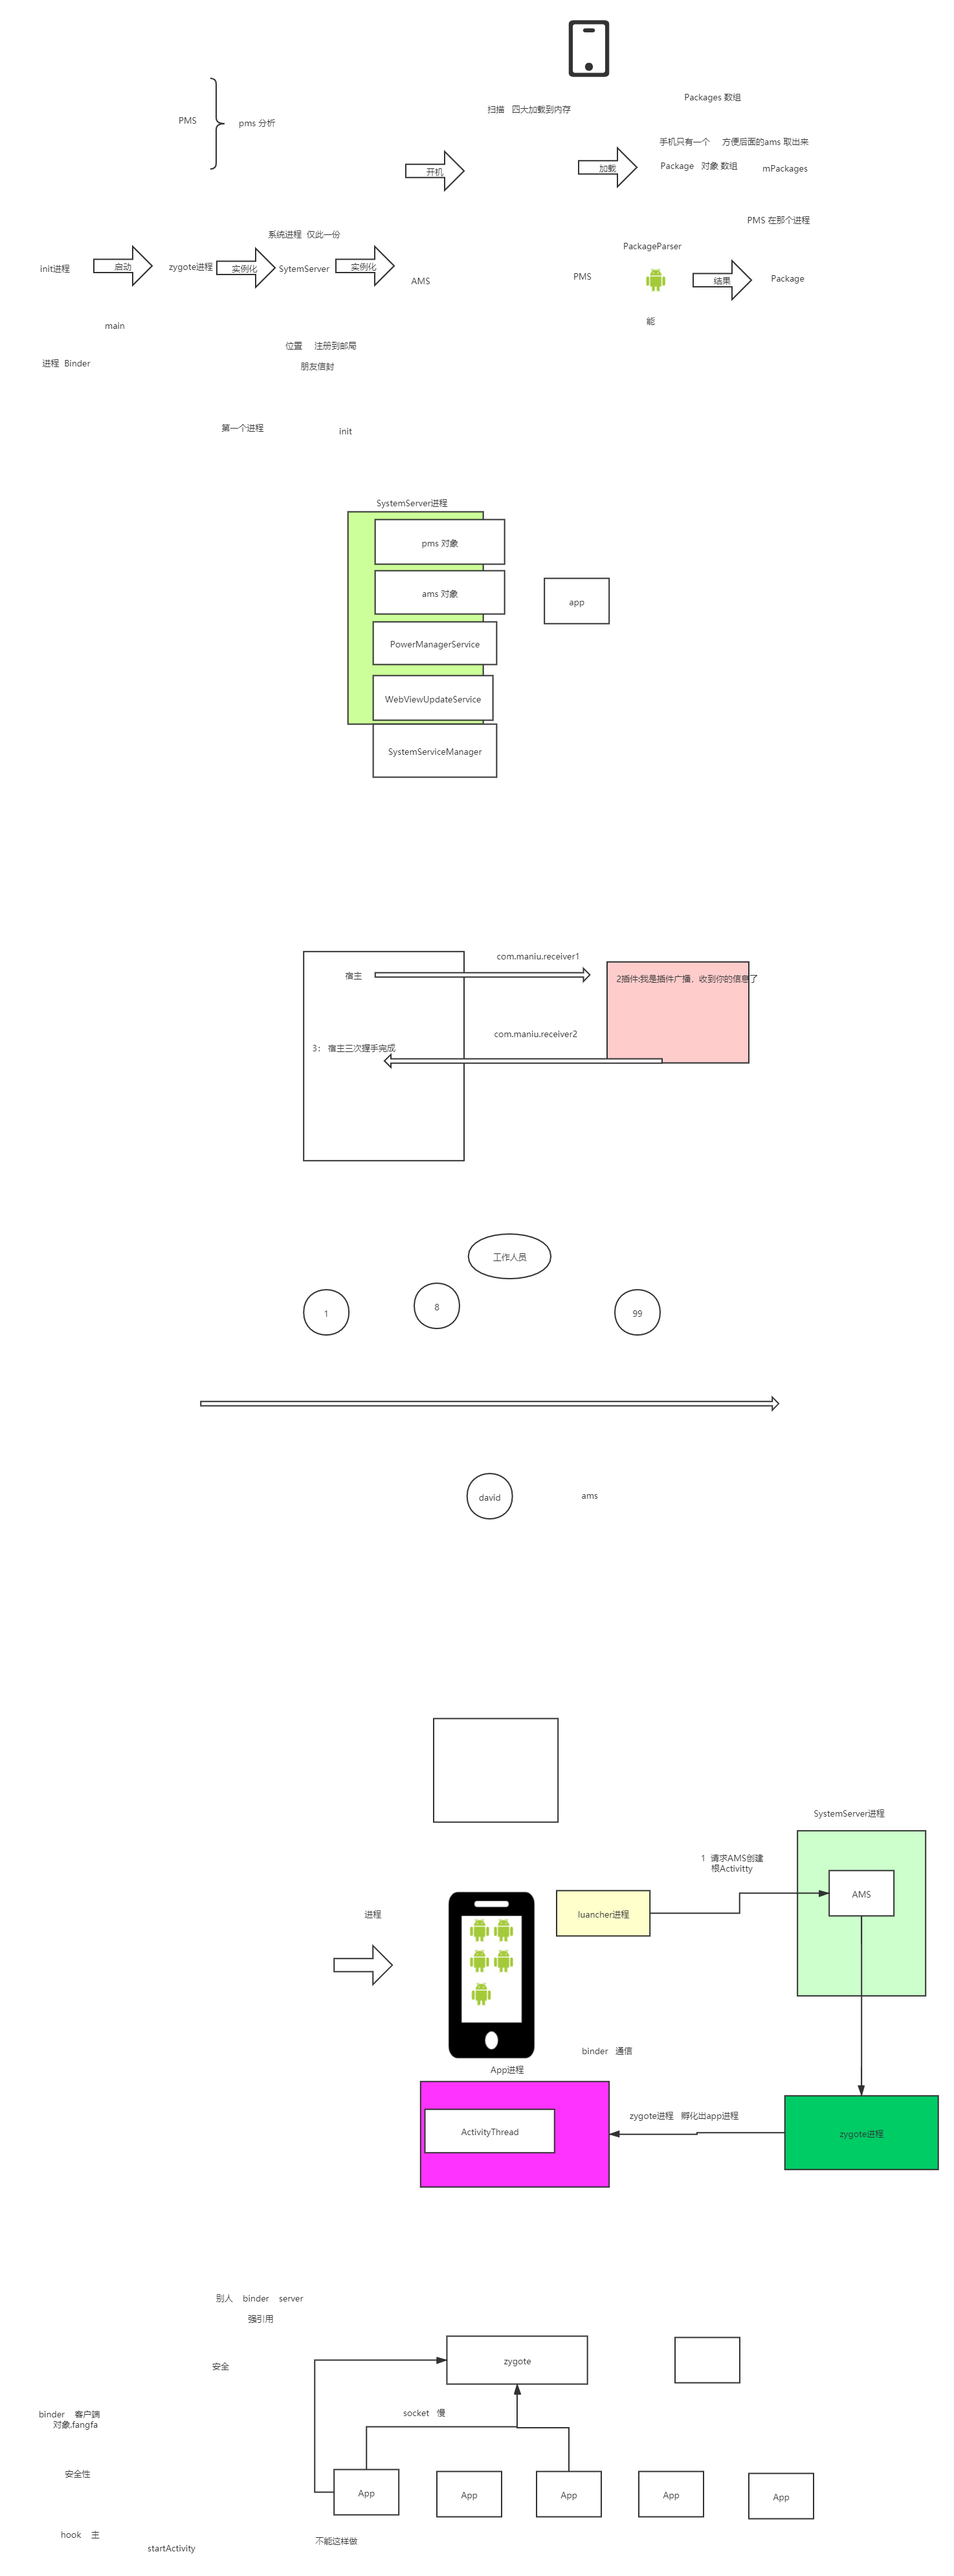 Packages 数组
扫描   四大加载到内存
PMS
pms 分析
手机只有一个     方便后面的ams 取出来
开机
加载
Package   对象 数组
mPackages
PMS 在那个进程
系统进程  仅此一份
PackageParser
init进程
启动
zygote进程
实例化
SytemServer
实例化
AMS
PMS
结果
Package
main
能
位置     注册到邮局
进程  Binder
朋友信封
第一个进程
init
SystemServer进程
pms 对象
ams 对象
app
PowerManagerService
WebViewUpdateService
SystemServiceManager
com.maniu.receiver1
宿主
2插件:我是插件广播，收到你的信息了
com.maniu.receiver2
3： 宿主三次握手完成
工作人员
1
8
99
david
ams
SystemServer进程
1  请求AMS创建
根Activitty
AMS
进程
luancher进程
binder   通信
App进程
zygote进程   孵化出app进程
ActivityThread
zygote进程
别人    binder    server
强引用
zygote
安全
binder    客户端
对象,fangfa
socket   慢
安全性
App
App
App
App
App
hook    主
不能这样做
startActivity